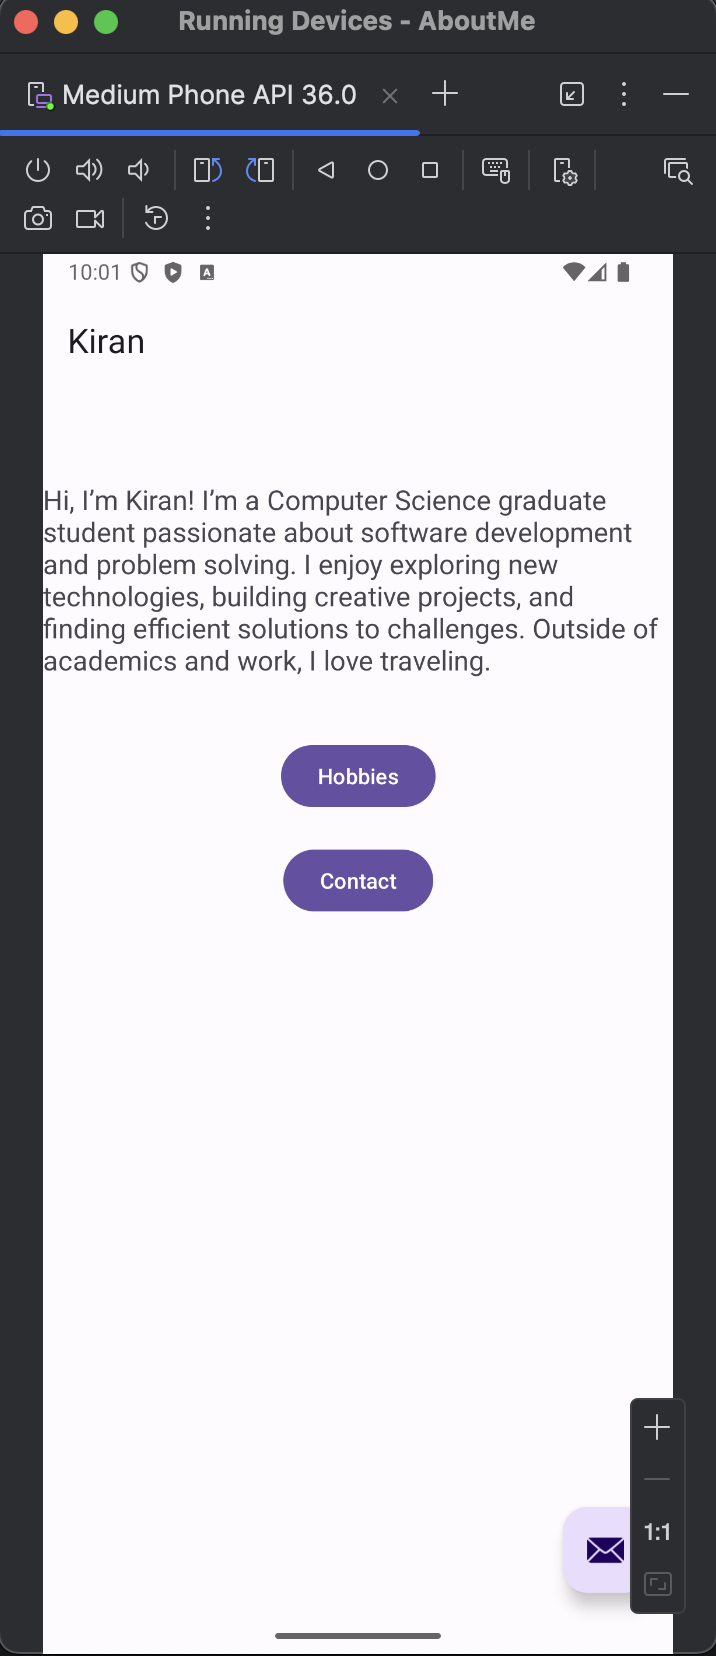 Running Devices - AboutMe
Medium Phone API 36.0
10:01
A
Kiran
Hi, I’m Kiran! I’m a Computer Science graduate
student passionate about software development
and problem solving. I enjoy exploring new
technologies, building creative projects, and
finding efficient solutions to challenges. Outside of
academics and work, I love traveling.
Hobbies
Contact
1:1